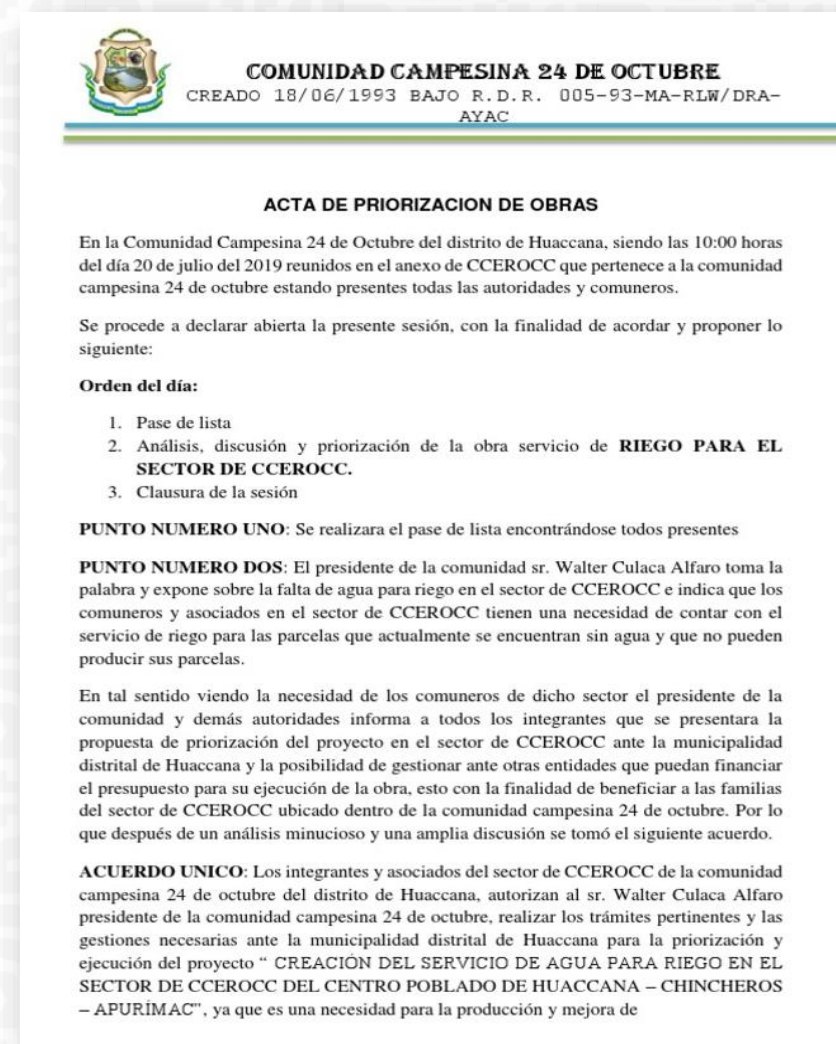 COMUNIDAD CAMPESINA 24 DE OCTUBRE
CREADO 18/06/1993 BAJO R.D.R. 005-93-MA-RLW/DRA-
AYAC
ACTA DE PRIORIZACION DE OBRAS
En la Comunidad Campesina 24 de Octubre del distrito de Huaccana, siendo las 10:00 horas
del día 20 de julio del 2019 reunidos en el anexo de CCEROCC que pertenece a la comunidad
campesina 24 de octubre estando presentes todas las autoridades y comuneros.
Se procede a declarar abierta la presente sesión, con la finalidad de acordar y proponer lo
siguiente:
Orden del día:
1. Pase de lista
2. Análisis, discusión y priorización de la obra servicio de RIEGO PARA EL
SECTOR DE CCEROCC.
3. Clausura de la sesión
PUNTO NUMERO UNO: Se realizara el pase de lista encontrándose todos presentes
PUNTO NUMERO DOS: El presidente de la comunidad sr. Walter Culaca Alfaro toma la
palabra y expone sobre la falta de agua para riego en el sector de CCEROCC e indica que los
comuneros y asociados en el sector de CCEROCC tienen una necesidad de contar con el
servicio de riego para las parcelas que actualmente se encuentran sin agua y que no pueden
producir sus parcelas.
En tal sentido viendo la necesidad de los comuneros de dicho sector el presidente de la
comunidad y demás autoridades informa a todos los integrantes que se presentara la
propuesta de priorización del proyecto en el sector de CCEROCC ante la municipalidad
distrital de Huaccana y la posibilidad de gestionar ante otras entidades que puedan financiar
el presupuesto para su ejecución de la obra, esto con la finalidad de beneficiar a las familias
del sector de CCEROCC ubicado dentro de la comunidad campesina 24 de octubre. Por lo
que después de un análisis minucioso y una amplia discusión se tomó el siguiente acuerdo.
ACUERDO UNICO: Los integrantes y asociados del sector de CCEROCC de la comunidad
campesina 24 de octubre del distrito de Huaccana, autorizan al sr. Walter Culaca Alfaro
presidente de la comunidad campesina 24 de octubre, realizar los trámites pertinentes y las
gestiones necesarias ante la municipalidad distrital de Huaccana para la priorización y
ejecución del proyecto “ CREACIÓN DEL SERVICIO DE AGUA PARA RIEGO EN EL
SECTOR DE CCEROCC DEL CENTRO POBLADO DE HUACCANA – CHINCHEROS
– APURÍMAC”, ya que es una necesidad para la producción y mejora de